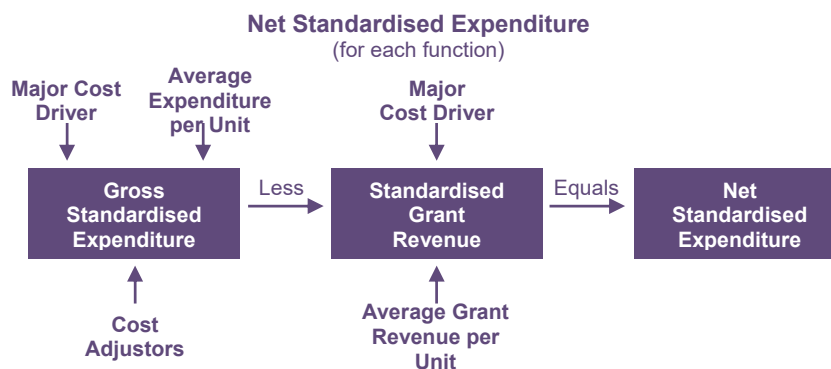 Net Standardised Expenditure
(for each function)
Major Cost
Driver
Average
Expenditure
per Unit
Major
Cost Driver
Gross
Standardised
Expenditure
Less
Standardised
Grant
Revenue
Equals
Net
Standardised
Expenditure
Cost
Adjustors
Average Grant
Revenue per
Unit